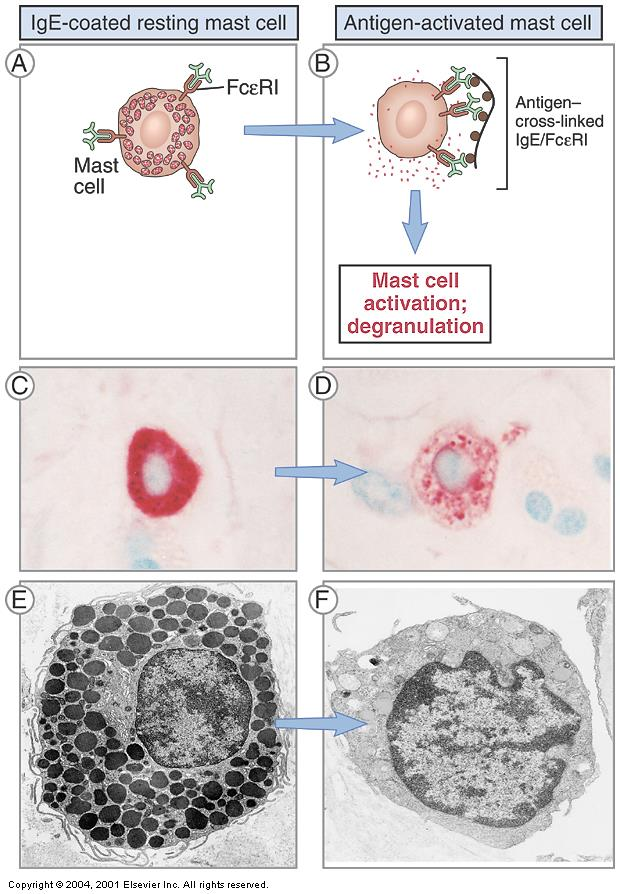 IgE-coated resting mast cell
Antigen-activated mast cell
A
FcεRI
Mast
cell
B
Antigen–
cross-linked
IgE/FcεRI
Mast cell
activation;
degranulation
C
D
E
F
Copyright © 2004, 2001 Elsevier Inc. All rights reserved.